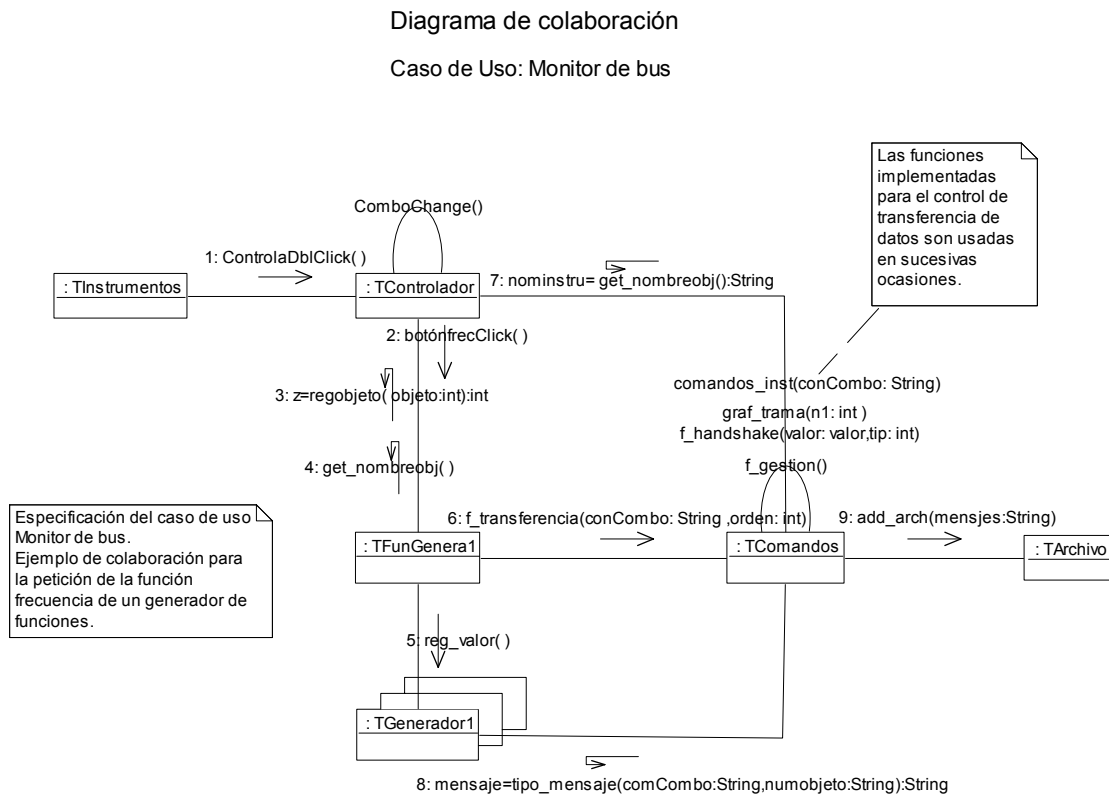 Diagrama de colaboración
Caso de Uso: Monitor de bus
Las funciones
implementadas
para el control de
transferencia de
datos son usadas
en sucesivas
ocasiones.
ComboChange()
1: ControlaDblClick( )
: TInstrumentos
: TControlador
7: nominstru= get_nombreobj():String
2: botónfrecClick( )
3: z=regobjeto( objeto:int):int
4: get_nombreobj( )
comandos_inst(conCombo: String)
graf_trama(n1: int )
f_handshake(valor: valor,tip: int)
f_gestion()
Especificación del caso de uso
Monitor de bus.
Ejemplo de colaboración para
la petición de la función
frecuencia de un generador de
funciones.
6: f_transferencia(conCombo: String ,orden: int)
9: add_arch(mensjes:String)
: TFunGenera1
: TComandos
: TArchivo
5: reg_valor( )
: TGenerador1
8: mensaje=tipo_mensaje(comCombo:String,numobjeto:String):String